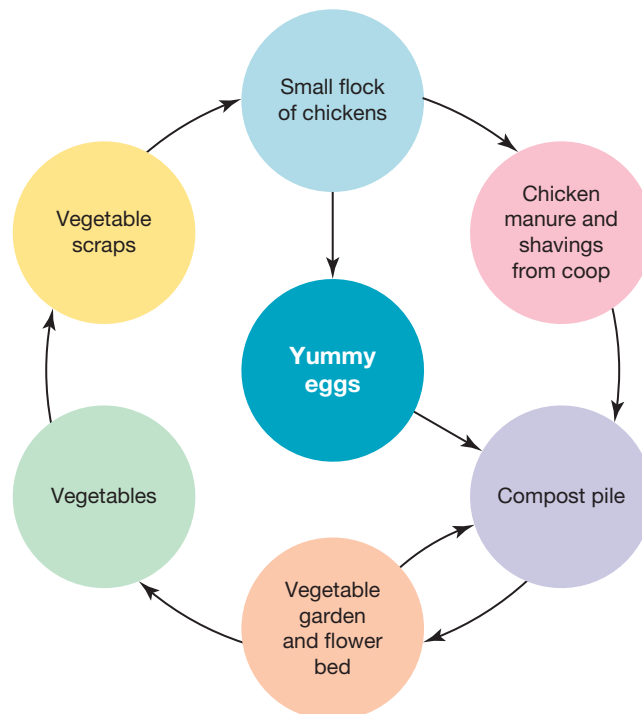 Small flock
of chickens
Chicken
manure and
shavings
from coop
Vegetable
scraps
Yummy
eggs
Vegetables
Compost pile
Vegetable
garden
and flower
bed